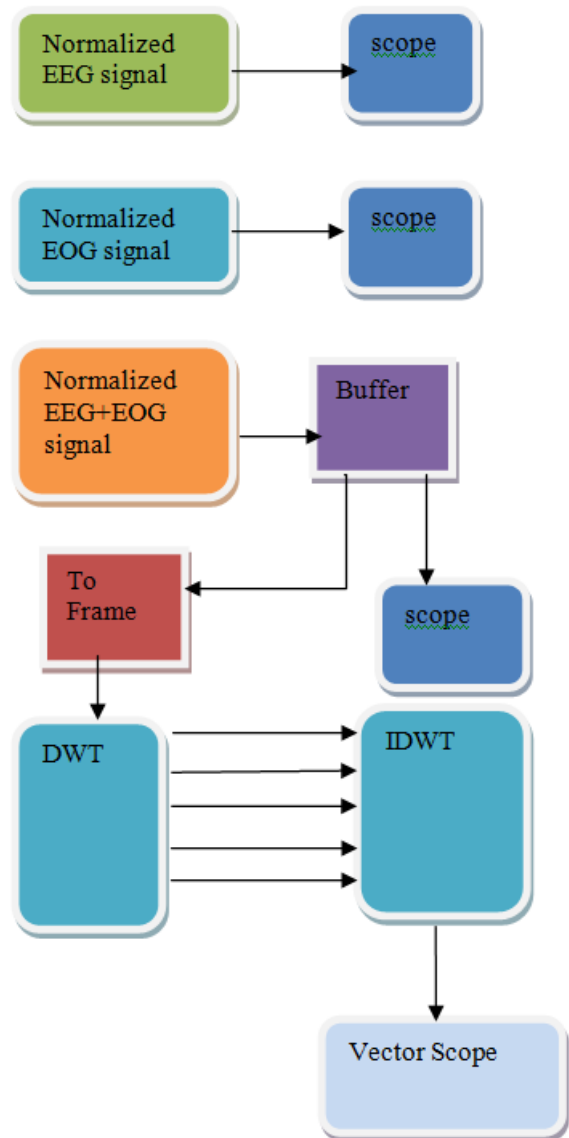 Normalized
EEG signal
scope
Normalized
EOG signal
scope
Normalized
EEG+EOG
signal
Buffer
To
Frame
scope
DWT
IDWT
Vector Scope